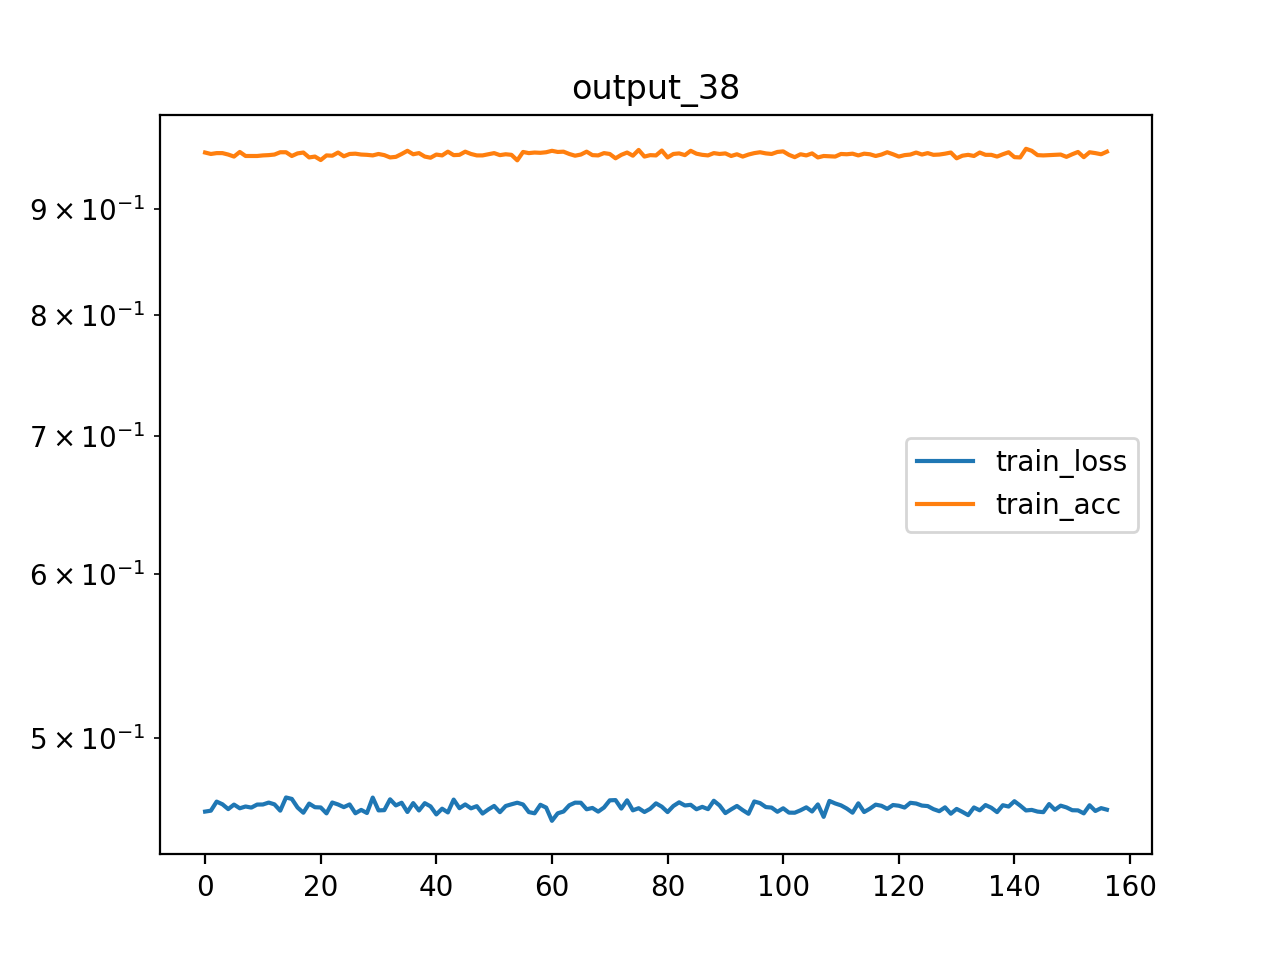 output_38
9 × 10⁻¹
8 × 10⁻¹
7 × 10⁻¹
6 × 10⁻¹
5 × 10⁻¹
train_loss
train_acc
0 20 40 60 80 100 120 140 160